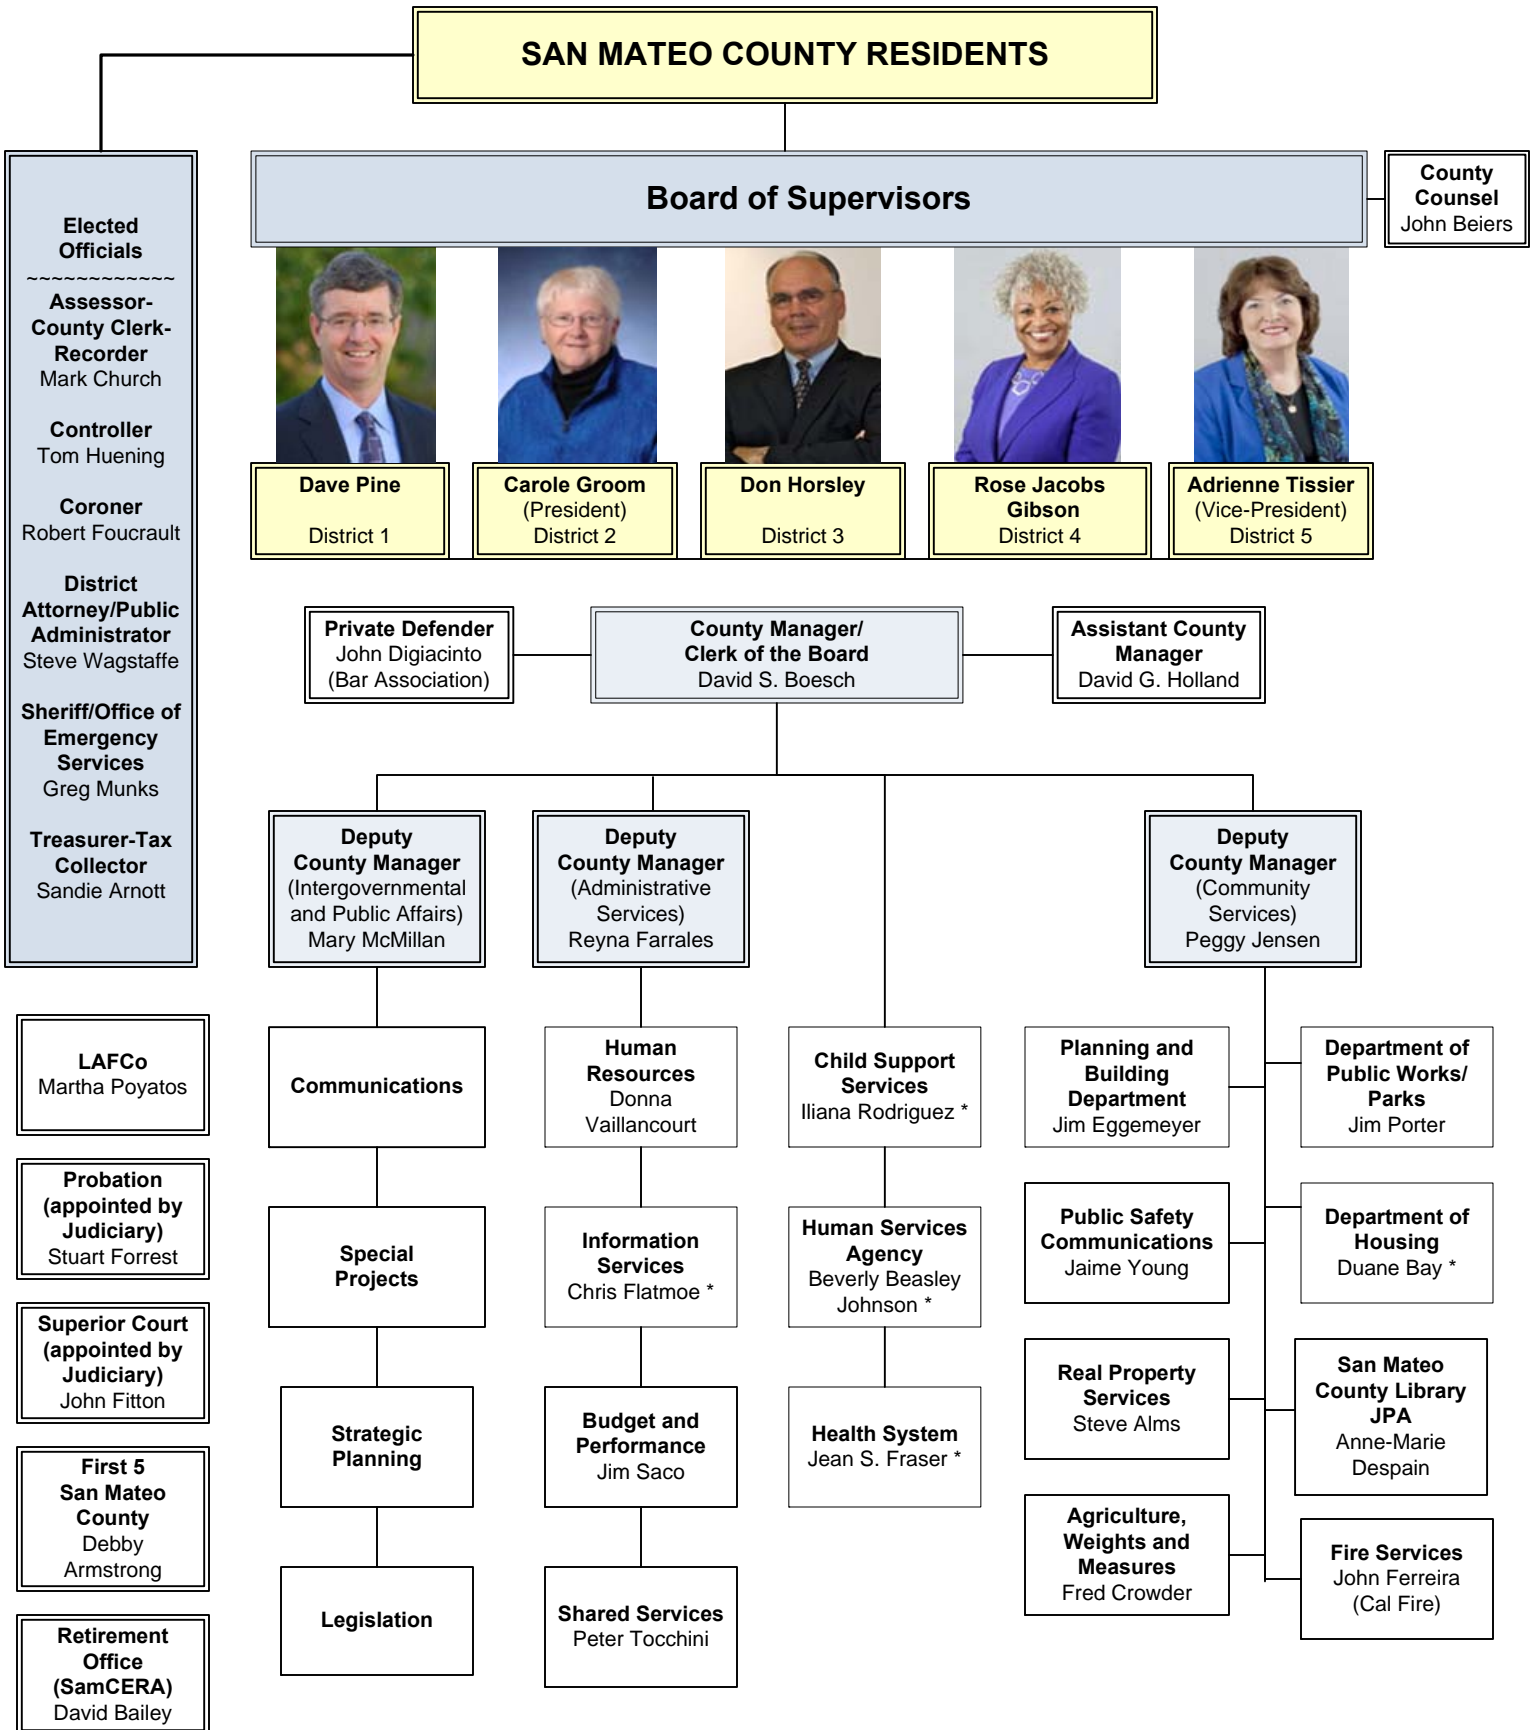 SAN MATEO COUNTY RESIDENTS
Elected
Officials
~~~~~~~~~~~~
Assessor-
County Clerk-
Recorder
Mark Church
Controller
Tom Huening
Coroner
Robert Foucrault
District
Attorney/Public
Administrator
Steve Wagstaffe
Sheriff/Office of
Emergency
Services
Greg Munks
Treasurer-Tax
Collector
Sandie Arnott
Board of Supervisors
County
Counsel
John Beiers
Dave Pine
District 1
Carole Groom
(President)
District 2
Don Horsley
District 3
Rose Jacobs
Gibson
District 4
Adrienne Tissier
(Vice-President)
District 5
Private Defender
John Digiacinto
(Bar Association)
County Manager/
Clerk of the Board
David S. Boesch
Assistant County
Manager
David G. Holland
Deputy
County Manager
(Intergovernmental
and Public Affairs)
Mary McMillan
Deputy
County Manager
(Administrative
Services)
Reyna Farrales
Deputy
County Manager
(Community
Services)
Peggy Jensen
LAFCo
Martha Poyatos
Probation
(appointed by
Judiciary)
Stuart Forrest
Superior Court
(appointed by
Judiciary)
John Fitton
First 5
San Mateo
County
Debby
Armstrong
Retirement
Office
(SamCERA)
David Bailey
Communications
Special
Projects
Strategic
Planning
Legislation
Human
Resources
Donna
Vaillancourt
Information
Services
Chris Flatmoe *
Budget and
Performance
Jim Saco
Shared Services
Peter Tocchini
Child Support
Services
Iliana Rodriguez *
Human Services
Agency
Beverly Beasley
Johnson *
Health System
Jean S. Fraser *
Planning and
Building
Department
Jim Eggemeyer
Public Safety
Communications
Jaime Young
Real Property
Services
Steve Alms
Agriculture,
Weights and
Measures
Fred Crowder
Department of
Public Works/
Parks
Jim Porter
Department of
Housing
Duane Bay *
San Mateo
County Library
JPA
Anne-Marie
Despain
Fire Services
John Ferreira
(Cal Fire)